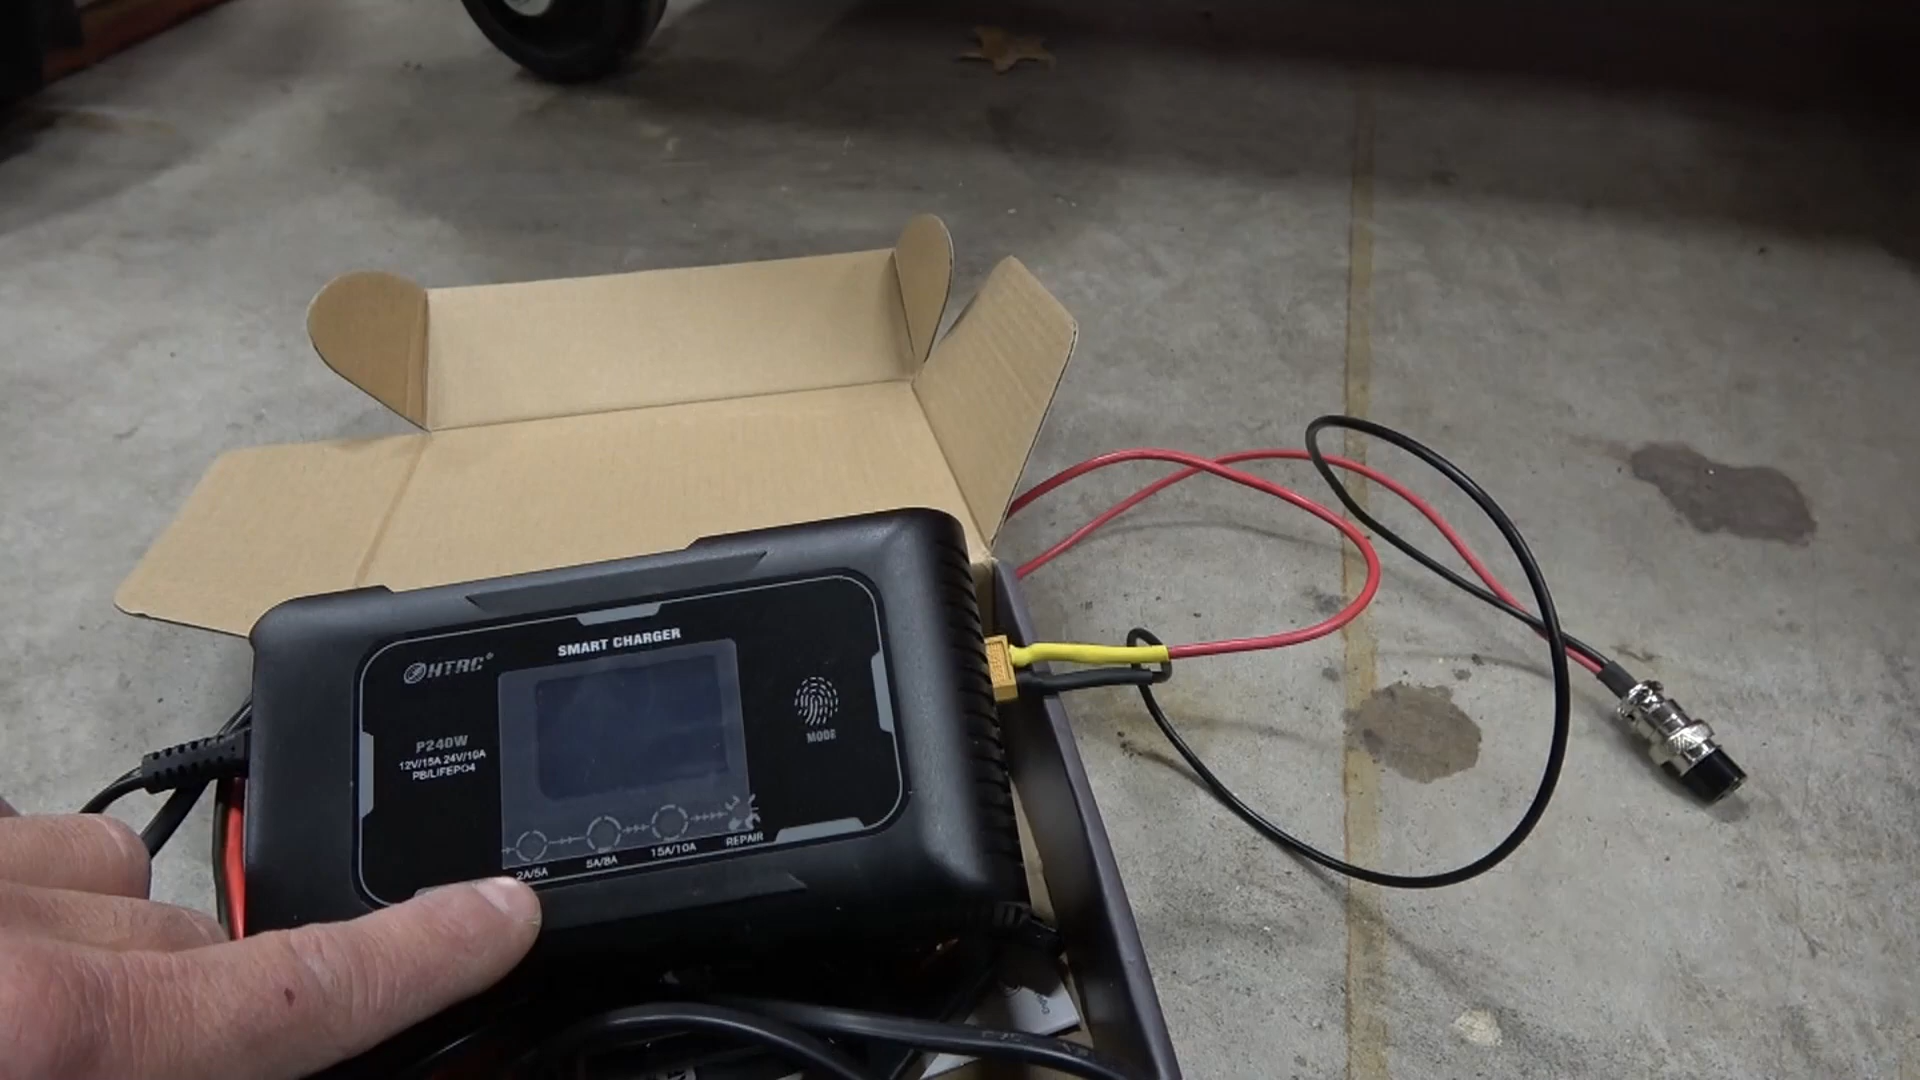 SMART CHARGER
HTRC®
P240W
12V/15A 24V/10A
PB/LIFEPO4
MODE
2A/5A
5A/8A
15A/10A
REPAIR